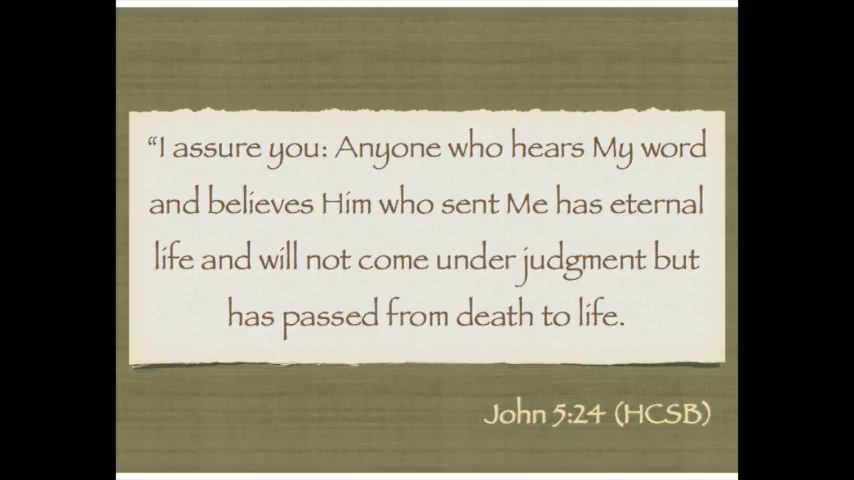 “I assure you: Anyone who hears My word
and believes Him who sent Me has eternal
life and will not come under judgment but
has passed from death to life.
John 5:24 (HCSB)